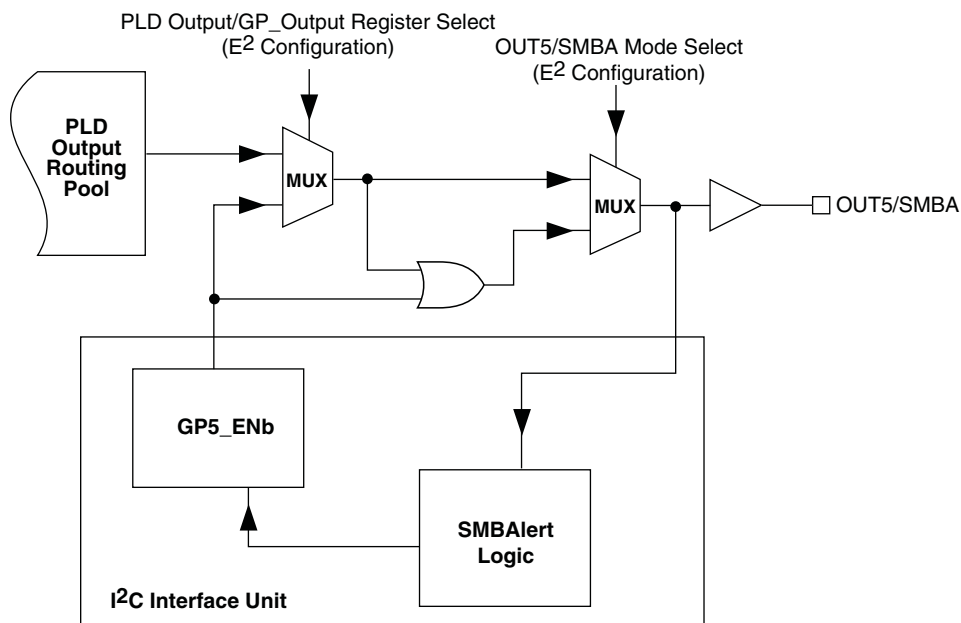 PLD Output/GP_Output Register Select
(E2 Configuration)
OUT5/SMBA Mode Select
(E2 Configuration)
PLD
Output
Routing
Pool
MUX
MUX
OUT5/SMBA
GP5_ENb
SMBAlert
Logic
I2C Interface Unit